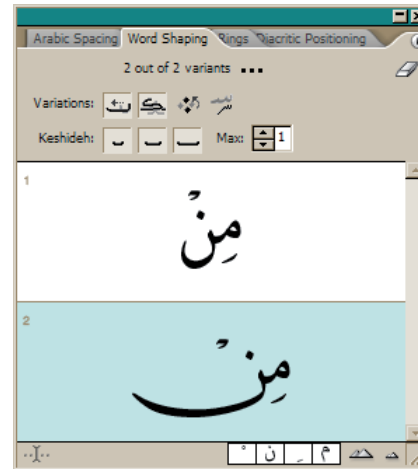 Arabic Spacing Word Shaping Rings Diacritic Positioning
2 out of 2 variants
Variations:
Keshideh: Max: 1
1
مِنْ
2
مِنْ
م ِ ن ْ